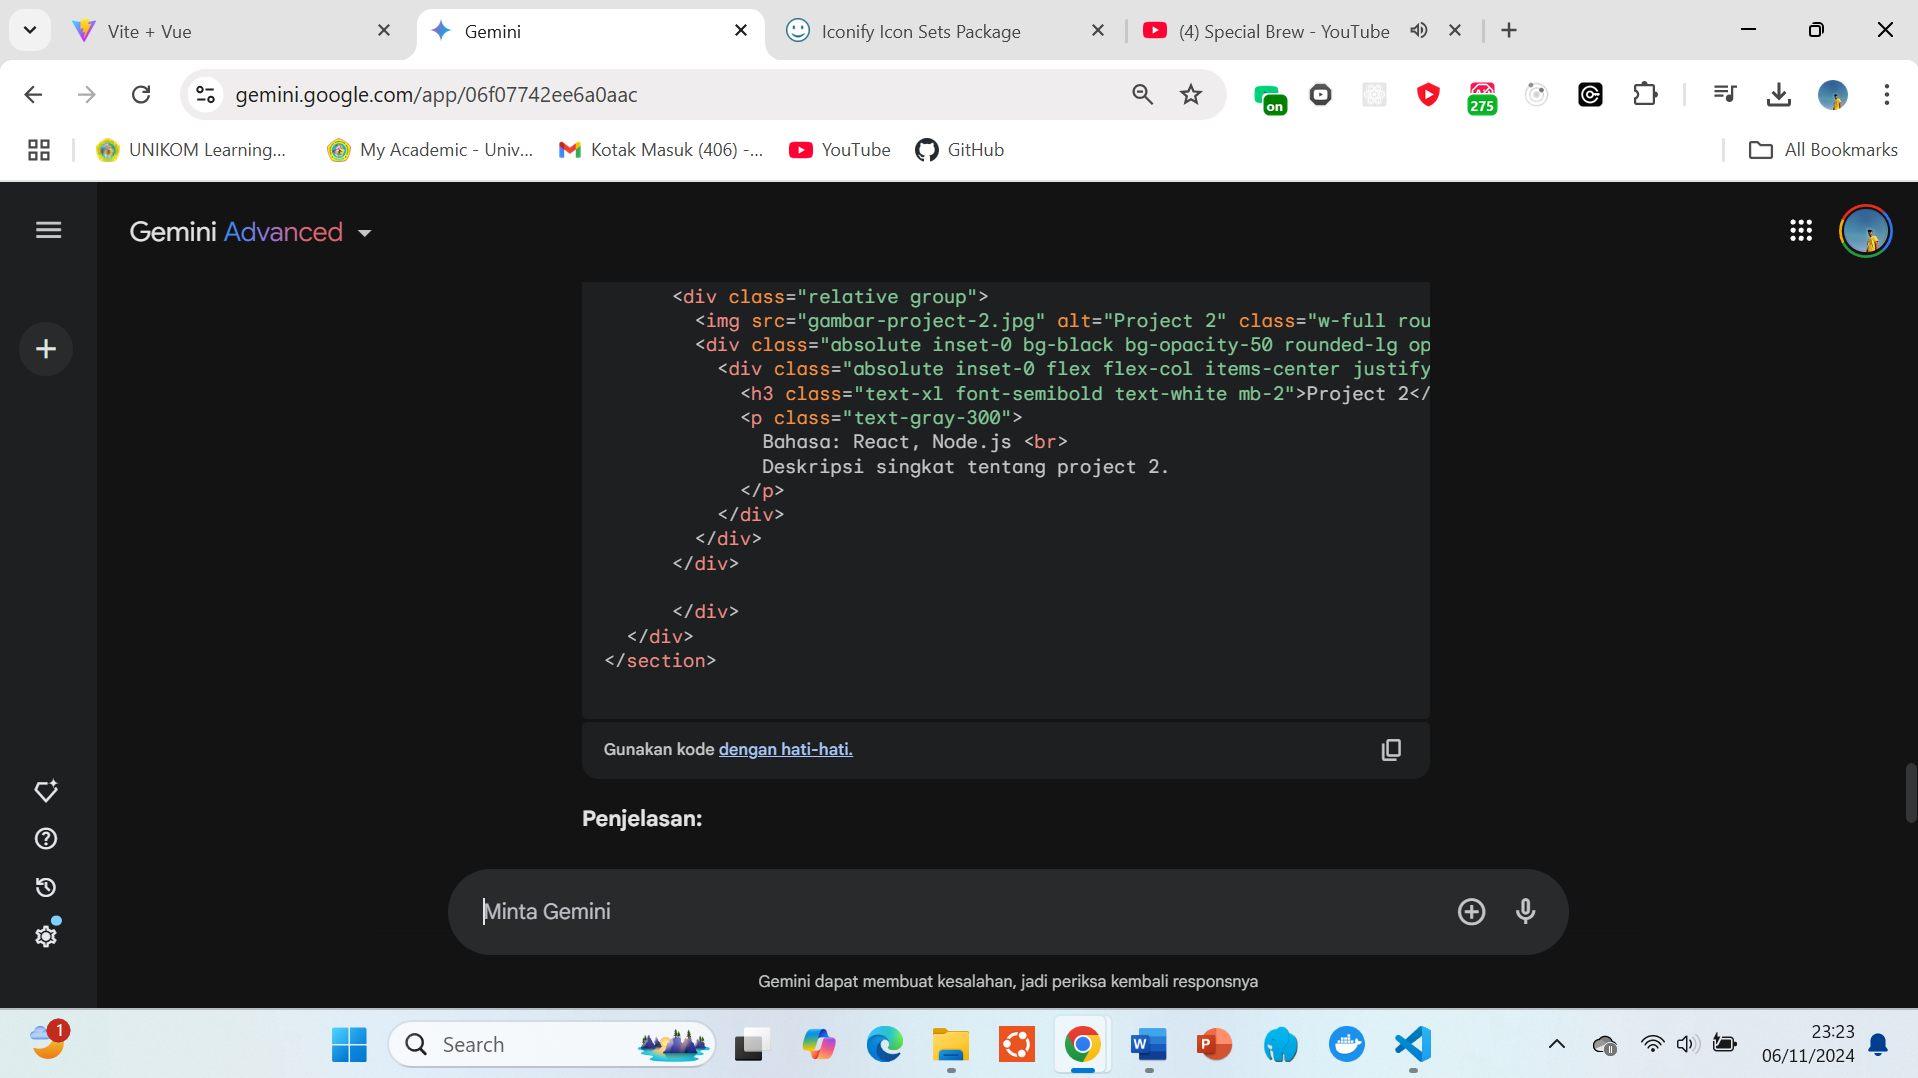 Vite + Vue
Gemini
Iconify Icon Sets Package
(4) Special Brew - YouTube
gemini.google.com/app/06f07742ee6a0aac
on
275
UNIKOM Learning...
My Academic - Univ...
Kotak Masuk (406) -...
YouTube
GitHub
All Bookmarks
Gemini Advanced
<div class="relative group">
<img src="gambar-project-2.jpg" alt="Project 2" class="w-full rou
<div class="absolute inset-0 bg-black bg-opacity-50 rounded-lg op
<div class="absolute inset-0 flex flex-col items-center justify
<h3 class="text-xl font-semibold text-white mb-2">Project 2</
<p class="text-gray-300">
Bahasa: React, Node.js <br>
Deskripsi singkat tentang project 2.
</p>
</div>
</div>
</div>
</div>
</div>
</section>
Gunakan kode dengan hati-hati.
Penjelasan:
Minta Gemini
Gemini dapat membuat kesalahan, jadi periksa kembali responsnya
1
Search
23:23
06/11/2024